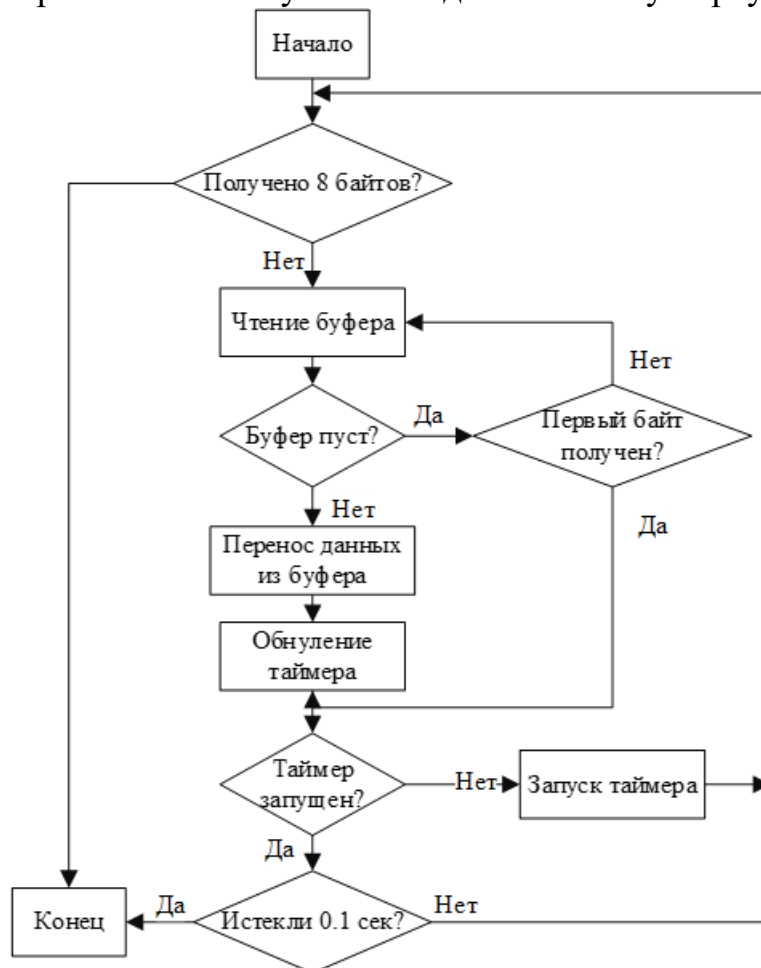 Начало
Получено 8 байтов?
Нет
Чтение буфера
Нет
Буфер пуст?
Да
Первый байт
получен?
Нет
Да
Перенос данных
из буфера
Обнуление
таймера
Таймер
запущен?
Нет
Запуск таймера
Да
Конец
Да
Истекли 0.1 сек?
Нет